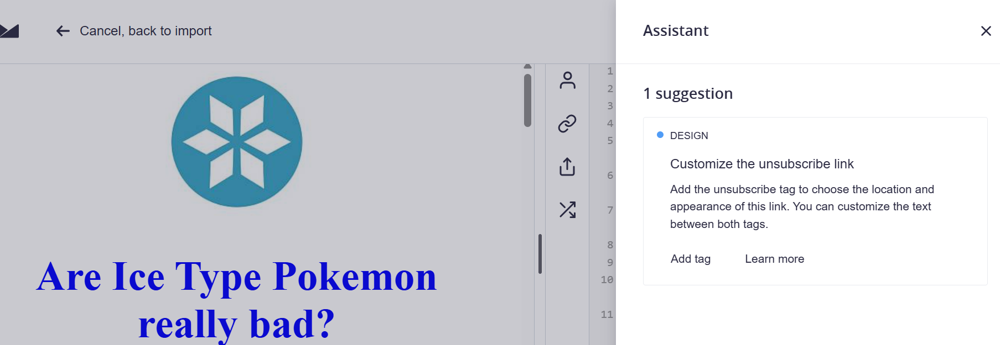 Cancel, back to import
Assistant
1 suggestion
DESIGN
Customize the unsubscribe link
Add the unsubscribe tag to choose the location and
appearance of this link. You can customize the text
between both tags.
Add tag Learn more
Are Ice Type Pokemon
really bad?
1
2
3
4
5
6
7
8
9
10
11